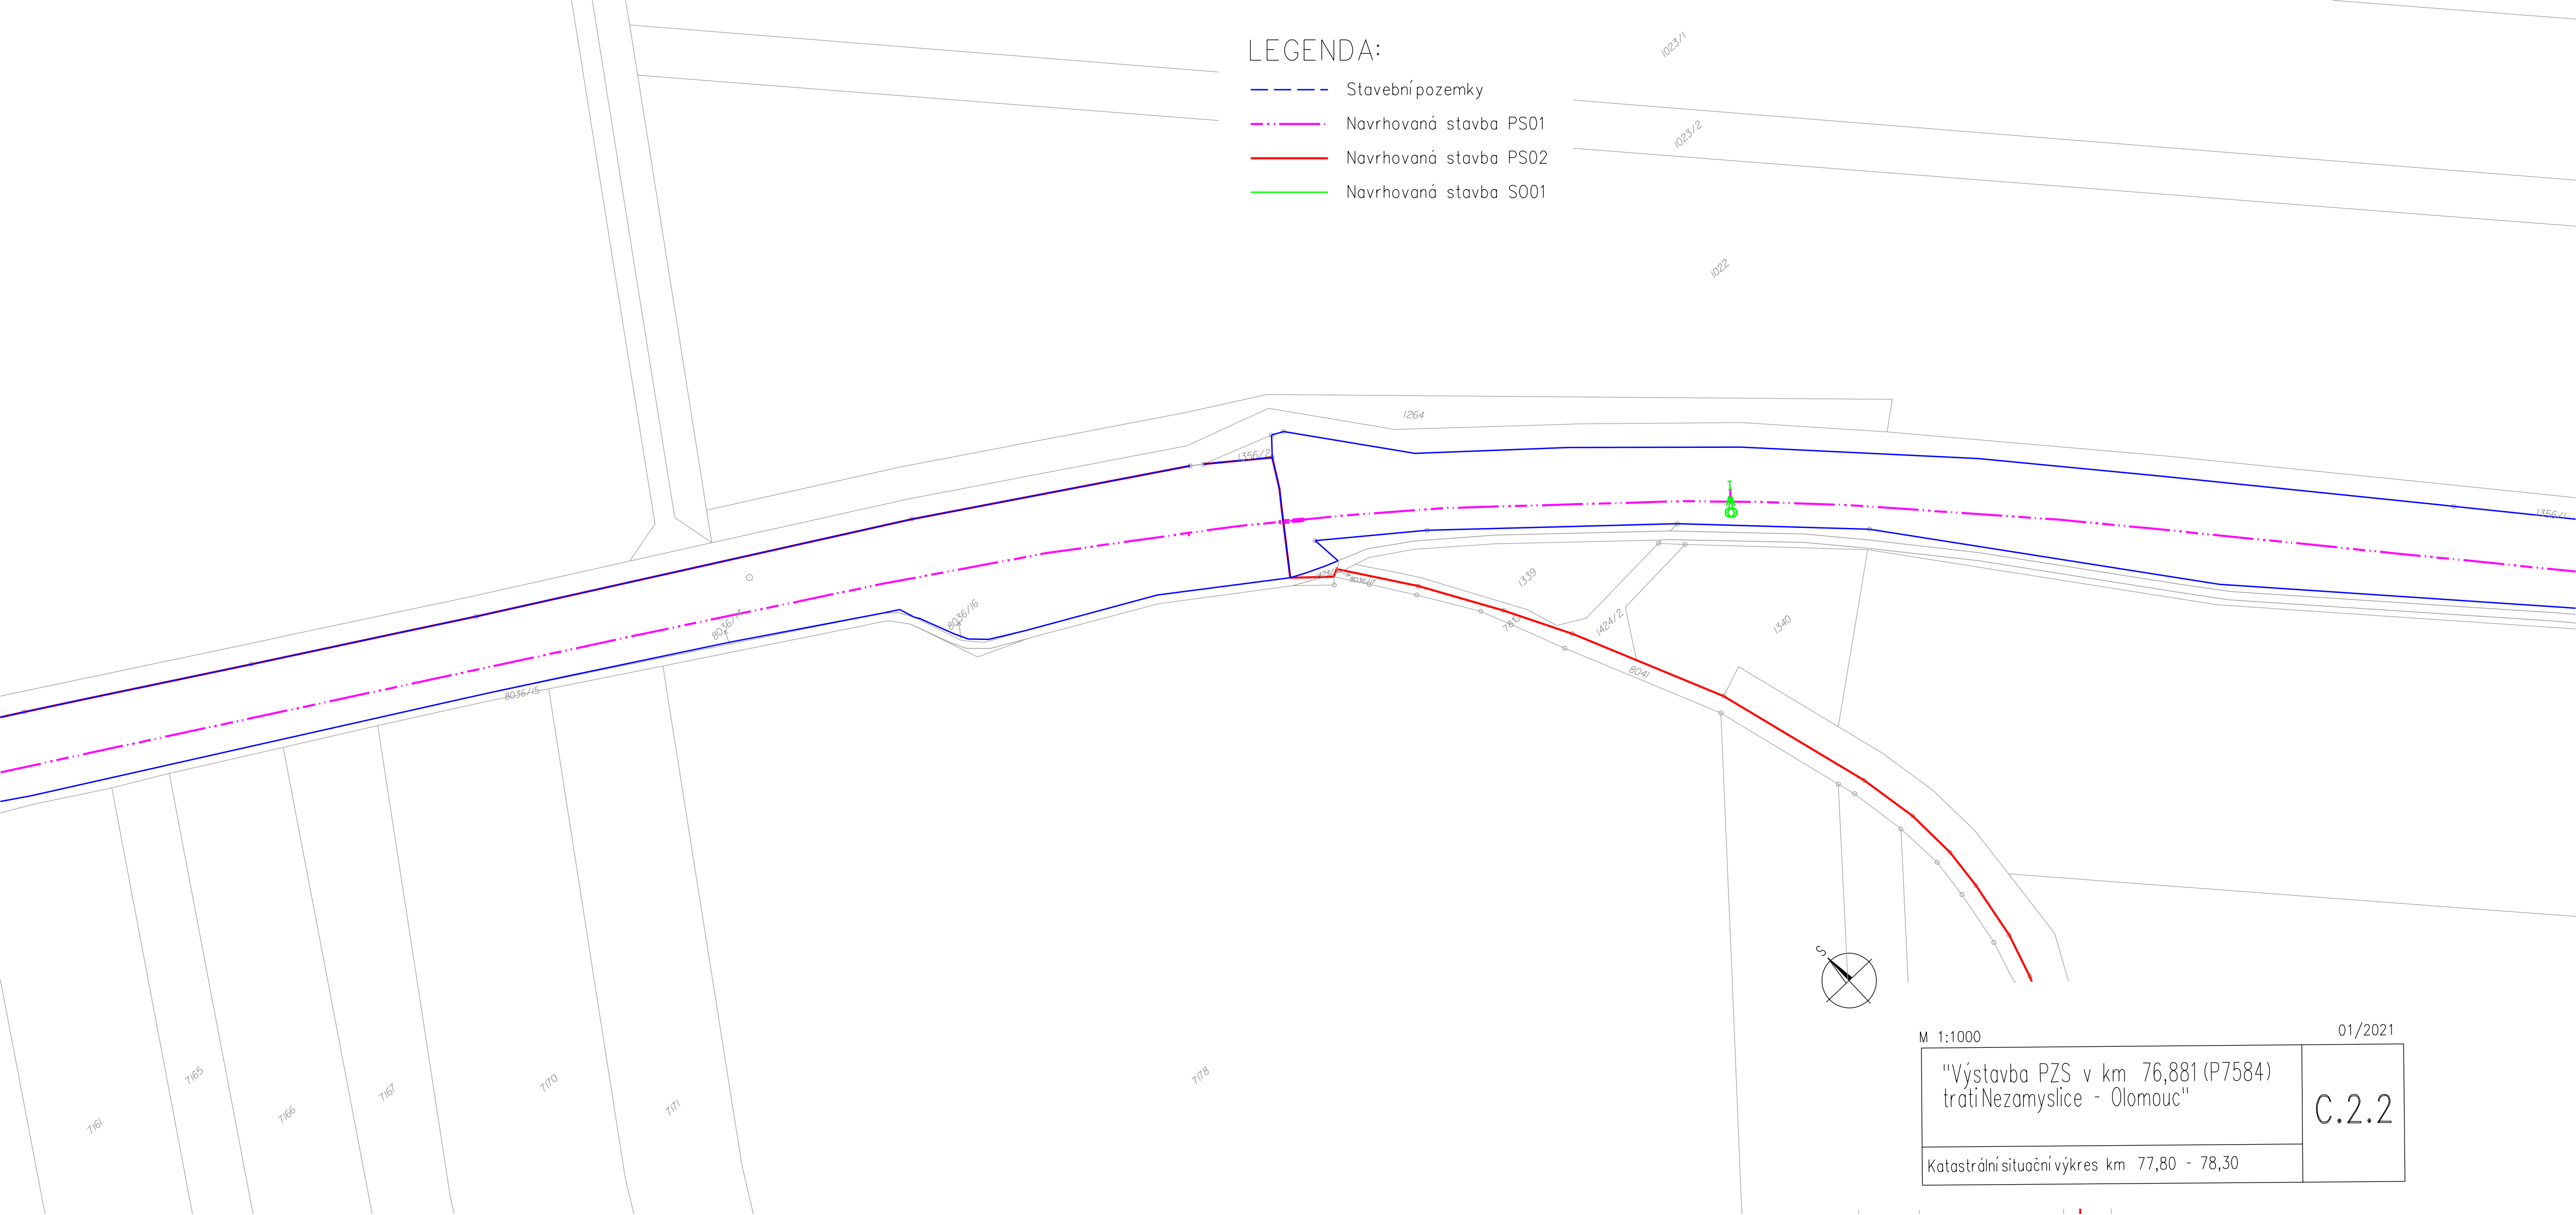 LEGENDA:
Stavební pozemky
Navrhovaná stavba PS01
Navrhovaná stavba PS02
Navrhovaná stavba SO01
1023/1
1023/2
1022
1264
1356/2
1356/1
1339
1340
1424/2
8036/16
8036/15
8041
7165
7161
7166
7167
7170
7171
7178
S
M 1:1000
01/2021
"Výstavba PZS v km 76,881 (P7584)
trati Nezamyslice - Olomouc"
C.2.2
Katastrální situační výkres km 77,80 - 78,30